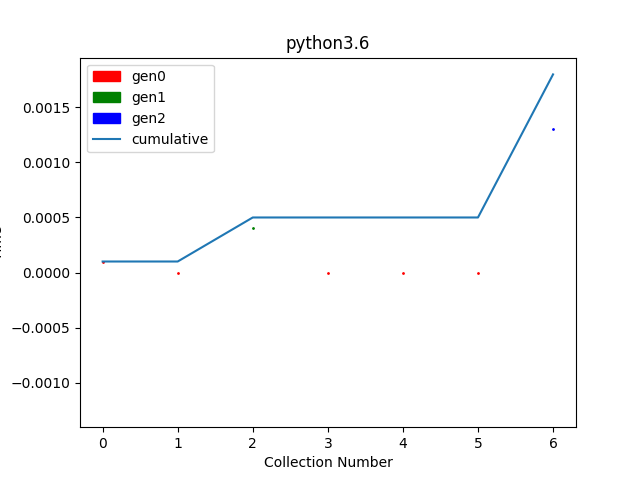 python3.6
gen0
gen1
gen2
cumulative
0.0015
0.0010
0.0005
0.0000
−0.0005
−0.0010
0 1 2 3 4 5 6
Collection Number